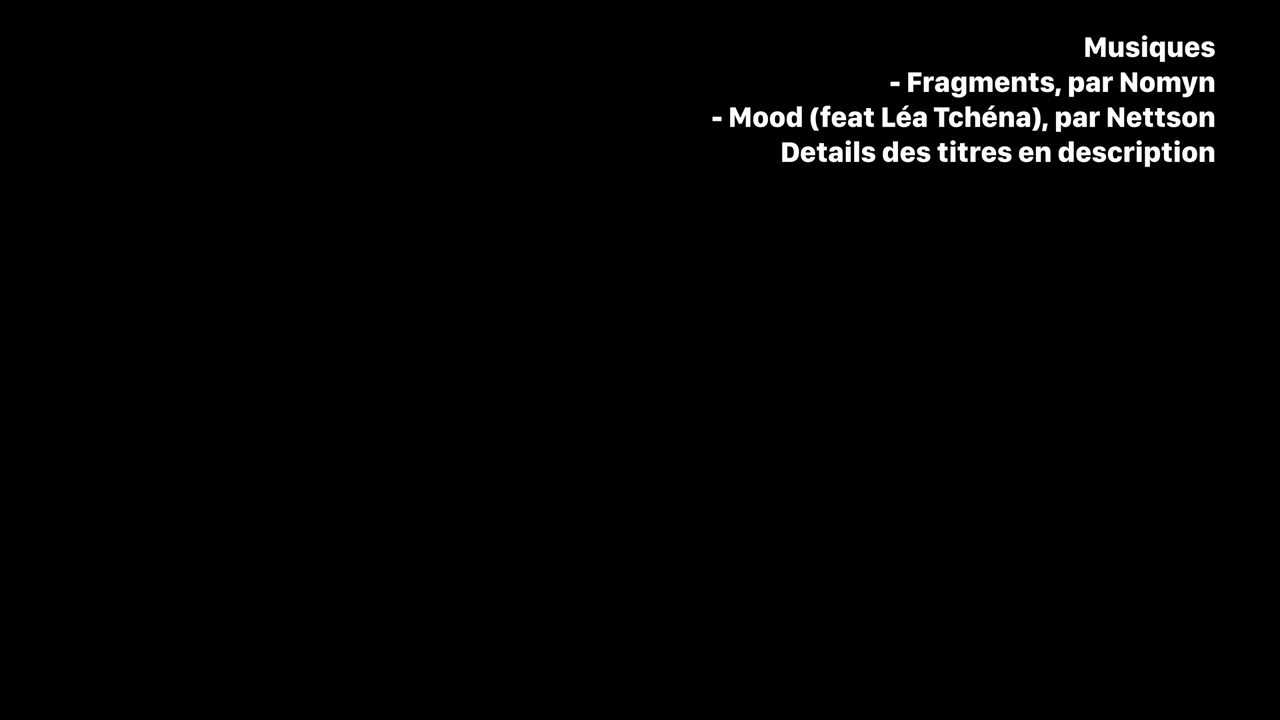 Musiques
- Fragments, par Nomyn
- Mood (feat Léa Tchéna), par Nettson
Details des titres en description